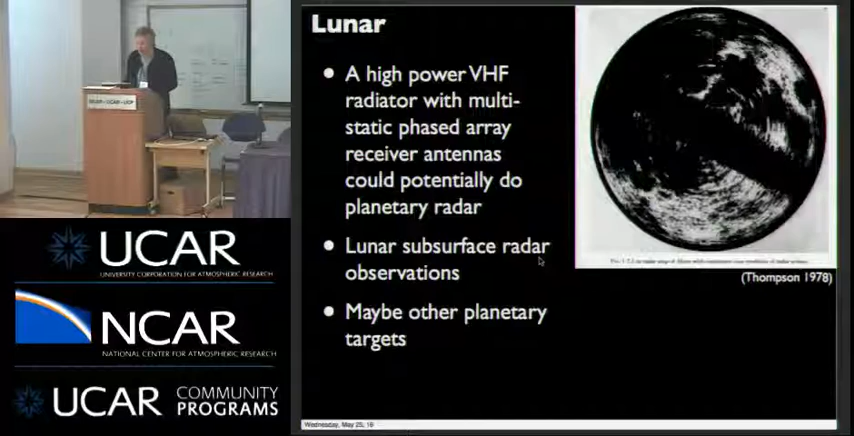 Lunar
A high power VHF
radiator with multi-
static phased array
receiver antennas
could potentially do
planetary radar
Lunar subsurface radar
observations
Maybe other planetary
targets
(Thompson 1978)
Wednesday, May 25, 16
UCAR
UNIVERSITY CORPORATION FOR ATMOSPHERIC RESEARCH
NCAR
NATIONAL CENTER FOR ATMOSPHERIC RESEARCH
UCAR
COMMUNITY
PROGRAMS